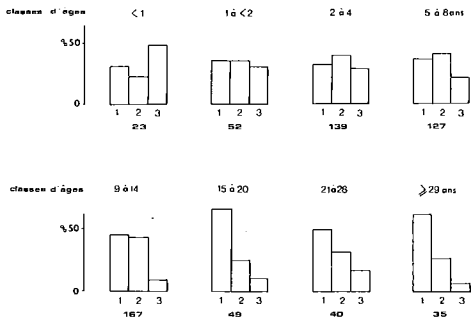 classes d'âges < 1 1 à < 2 2 à 4 5 à 8 ans
% 50
0
1 2 3 1 2 3 1 2 3 1 2 3
23 52 139 127
classes d'âges 9 à 14 15 à 20 21 à 28 ⩾ 29 ans
% 50
0
1 2 3 1 2 3 1 2 3 1 2 3
167 49 40 35